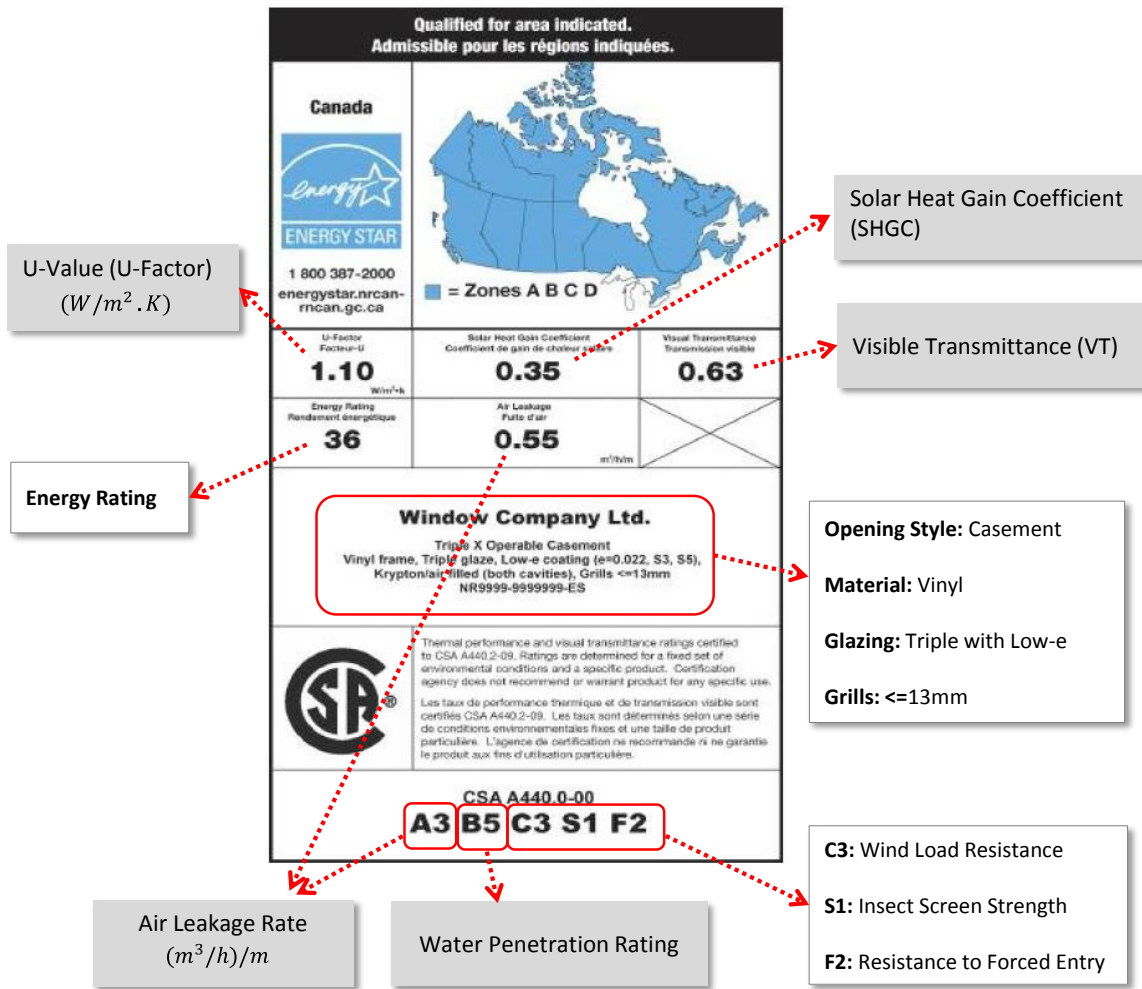 Qualified for area indicated.
Admissible pour les régions indiquées.
Canada
energy
ENERGY STAR
1 800 387-2000
energystar.nrcan-
rncan.gc.ca
= Zones A B C D
Solar Heat Gain Coefficient
(SHGC)
U-Value (U-Factor)
(W/m².K)
Visible Transmittance (VT)
U-Factor
Facteur-U
1.10
W/m²•k
Solar Heat Gain Coefficient
Coefficient de gain de chaleur solaire
0.35
Visual Transmittance
Transmission visible
0.63
Energy Rating
Rendement énergétique
36
Air Leakage
Fuite d'air
0.55
m³/h/m
Energy Rating
Window Company Ltd.
Triple X Operable Casement
Vinyl frame, Triple glaze, Low-e coating (e=0.022, S3, S5),
Krypton/air filled (both cavities), Grills <=13mm
NR9999-9999999-ES
Opening Style: Casement
Material: Vinyl
Glazing: Triple with Low-e
Grills: <=13mm
CSA ®
Thermal performance and visual transmittance ratings certified
to CSA A440.2-09. Ratings are determined for a fixed set of
environmental conditions and a specific product. Certification
agency does not recommend or warrant product for any specific use.
Les taux de performance thermique et de transmission visible sont
certifiés CSA A440.2-09. Les taux sont déterminés selon une série
de conditions environnementales fixes et une taille de produit
particulière. L'agence de certification ne recommande ni ne garantie
le produit aux fins d'utilisation particulière.
CSA A440.0-00
A3 B5 C3 S1 F2
Air Leakage Rate
(m³/h)/m
Water Penetration Rating
C3: Wind Load Resistance
S1: Insect Screen Strength
F2: Resistance to Forced Entry